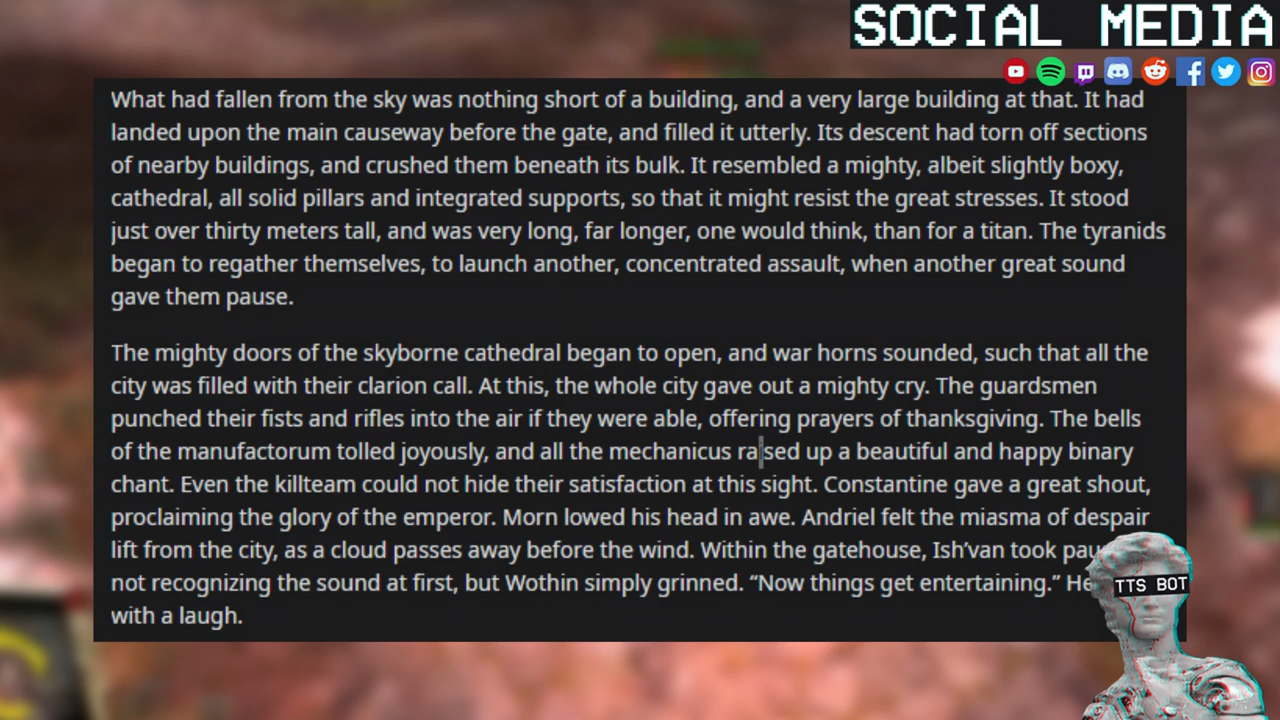 SOCIAL MEDIA
What had fallen from the sky was nothing short of a building, and a very large building at that. It had
landed upon the main causeway before the gate, and filled it utterly. Its descent had torn off sections
of nearby buildings, and crushed them beneath its bulk. It resembled a mighty, albeit slightly boxy,
cathedral, all solid pillars and integrated supports, so that it might resist the great stresses. It stood
just over thirty meters tall, and was very long, far longer, one would think, than for a titan. The tyranids
began to regather themselves, to launch another, concentrated assault, when another great sound
gave them pause.
The mighty doors of the skyborne cathedral began to open, and war horns sounded, such that all the
city was filled with their clarion call. At this, the whole city gave out a mighty cry. The guardsmen
punched their fists and rifles into the air if they were able, offering prayers of thanksgiving. The bells
of the manufactorum tolled joyously, and all the mechanicus raised up a beautiful and happy binary
chant. Even the killteam could not hide their satisfaction at this sight. Constantine gave a great shout,
proclaiming the glory of the emperor. Morn lowed his head in awe. Andriel felt the miasma of despair
lift from the city, as a cloud passes away before the wind. Within the gatehouse, Ish’van took
not recognizing the sound at first, but Wothin simply grinned. “Now things get entertaining.” He
with a laugh.
TTS BOT